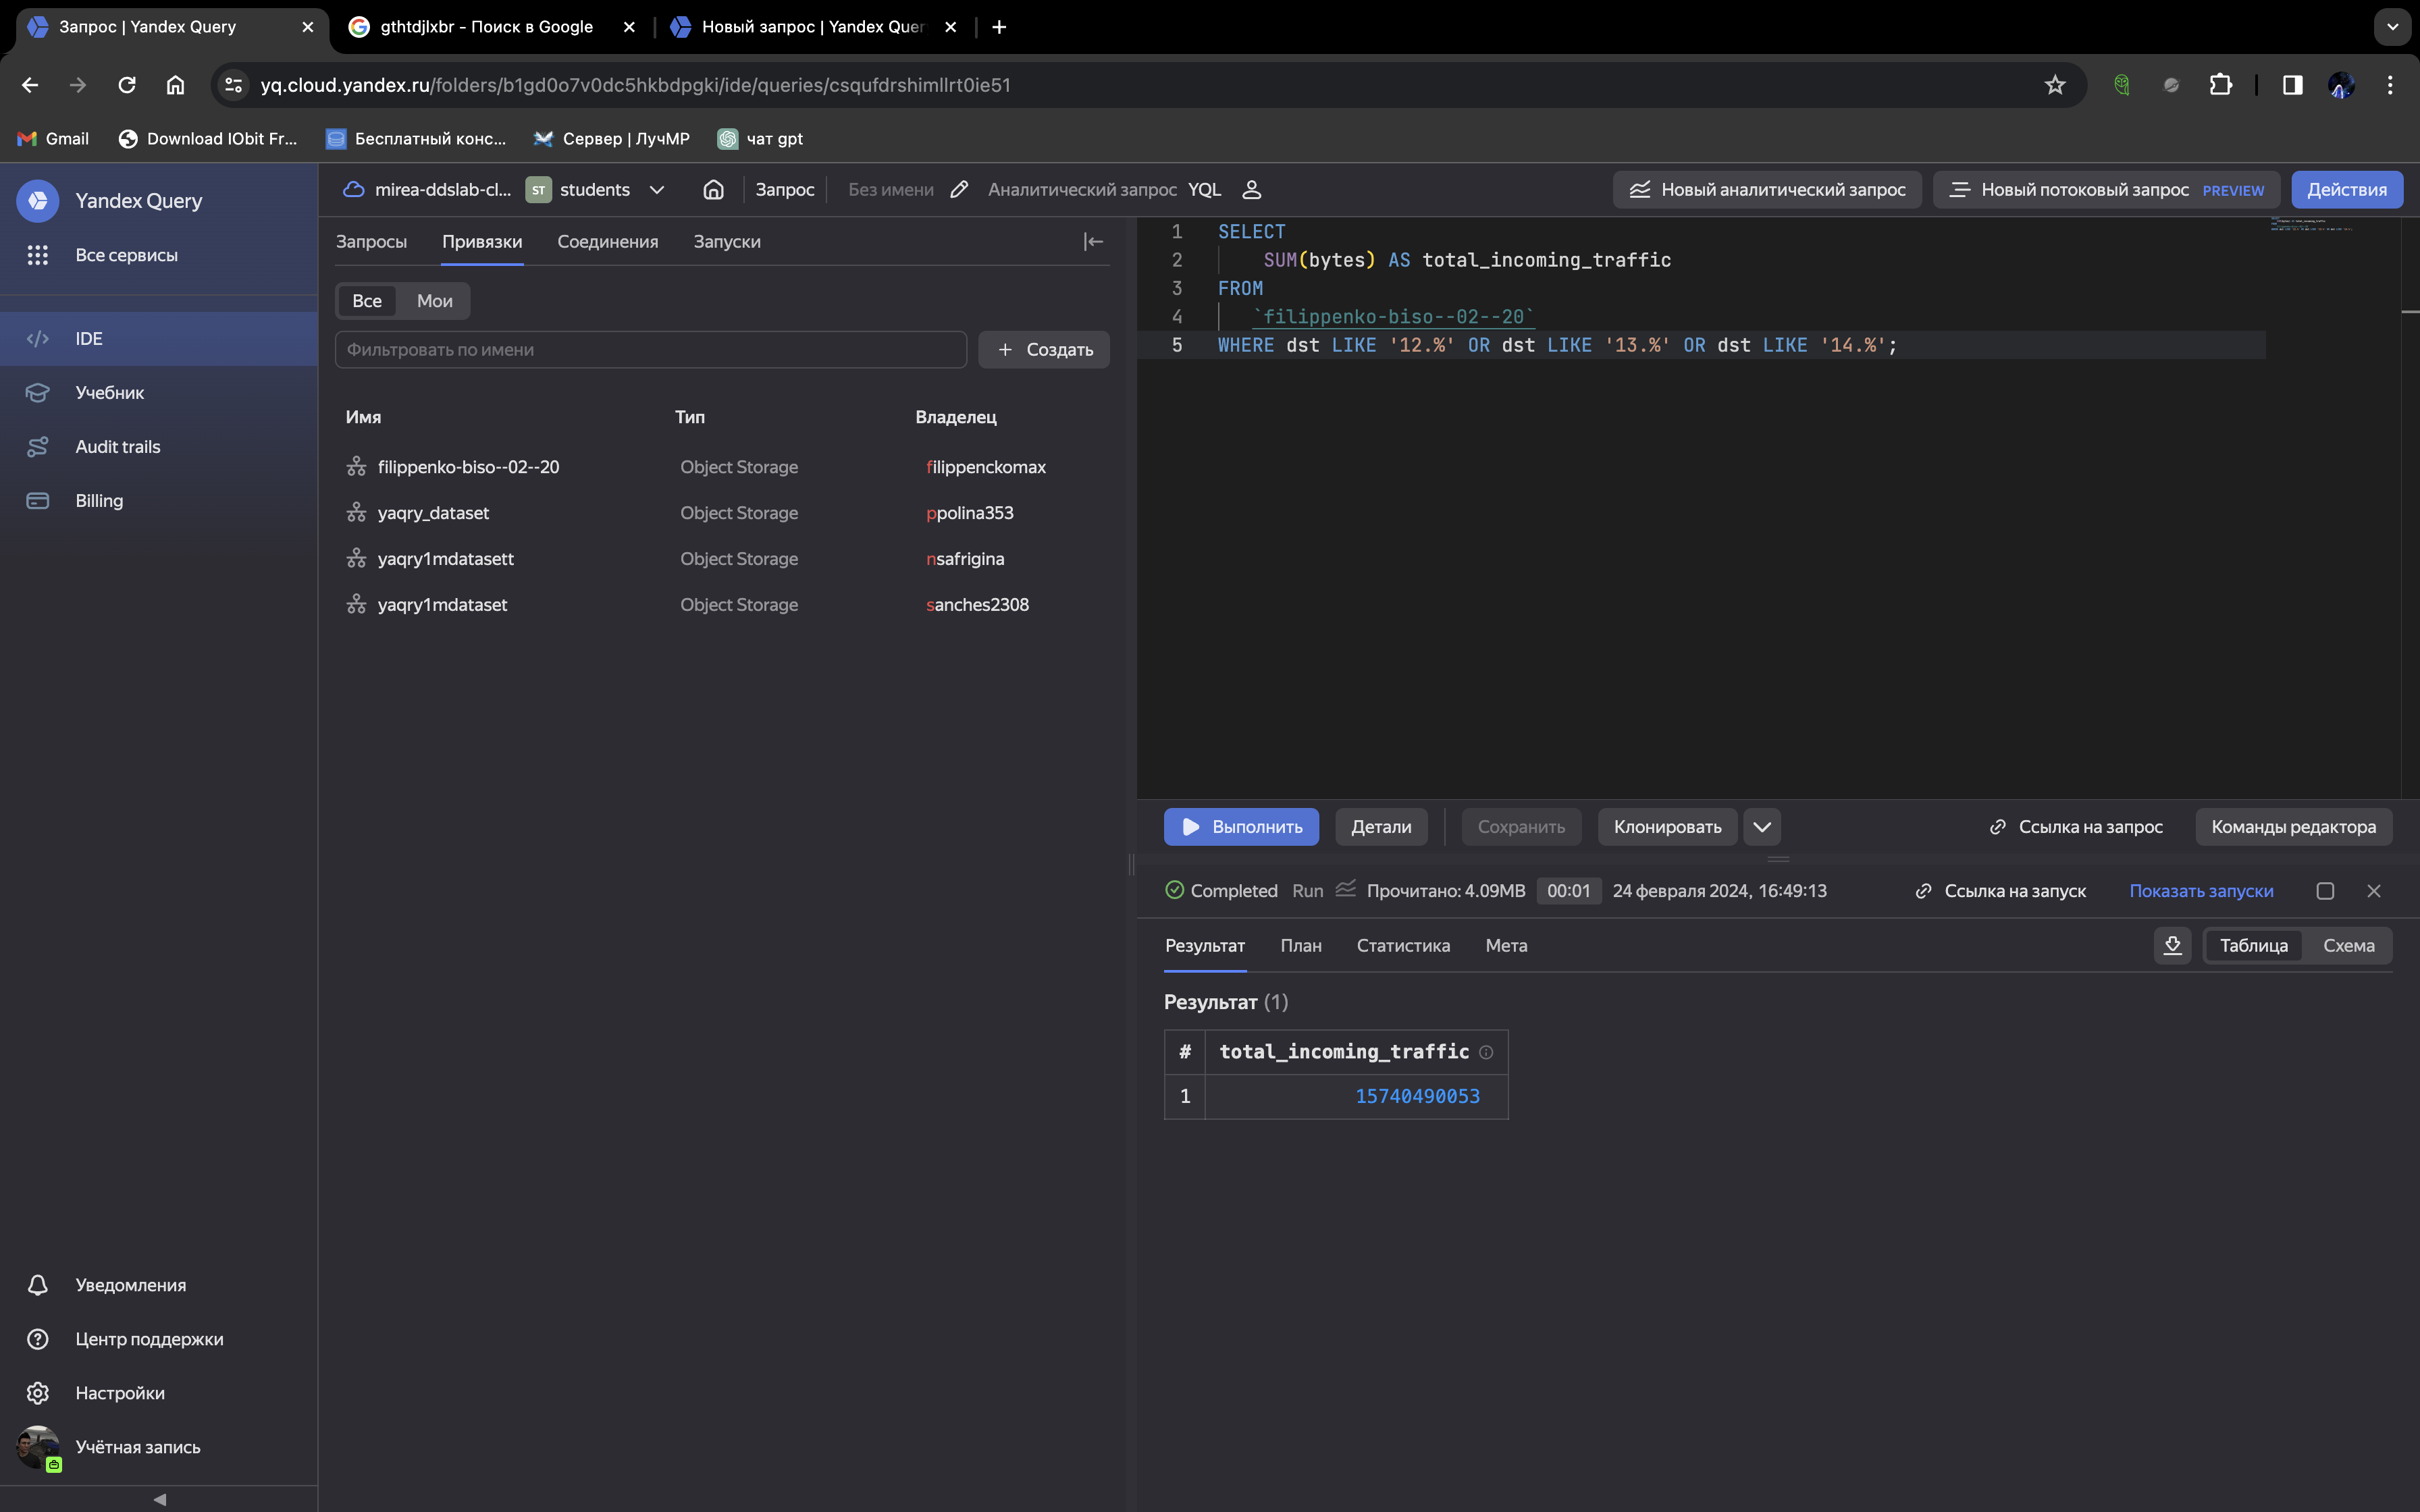 Запрос | Yandex Query
gthtdjlxbr - Поиск в Google
Новый запрос | Yandex Quer
yq.cloud.yandex.ru/folders/b1gd0o7v0dc5hkbdpgki/ide/queries/csqufdrshimllrt0ie51
Gmail
Download IObit Fr...
Бесплатный конс...
Сервер | ЛучМР
чат gpt
Yandex Query
Все сервисы
IDE
Учебник
Audit trails
Billing
Уведомления
Центр поддержки
Настройки
Учётная запись
mirea-ddslab-cl... ST students
Запрос
Без имени
Аналитический запрос YQL
Новый аналитический запрос
Новый потоковый запрос PREVIEW
Действия
Запросы Привязки Соединения Запуски
Все Мои
Фильтровать по имени
Создать
Имя Тип Владелец
filippenko-biso--02--20 Object Storage filippenckomax
yaqry_dataset Object Storage ppolina353
yaqry1mdatasett Object Storage nsafrigina
yaqry1mdataset Object Storage sanches2308
1 SELECT
2 SUM(bytes) AS total_incoming_traffic
3 FROM
4 `filippenko-biso--02--20`
5 WHERE dst LIKE '12.%' OR dst LIKE '13.%' OR dst LIKE '14.%';
Выполнить Детали Сохранить Клонировать
Ссылка на запрос
Команды редактора
Completed Run Прочитано: 4.09MB 00:01 24 февраля 2024, 16:49:13
Ссылка на запуск
Показать запуски
Результат План Статистика Мета
Таблица Схема
Результат (1)
# total_incoming_traffic
1 15740490053